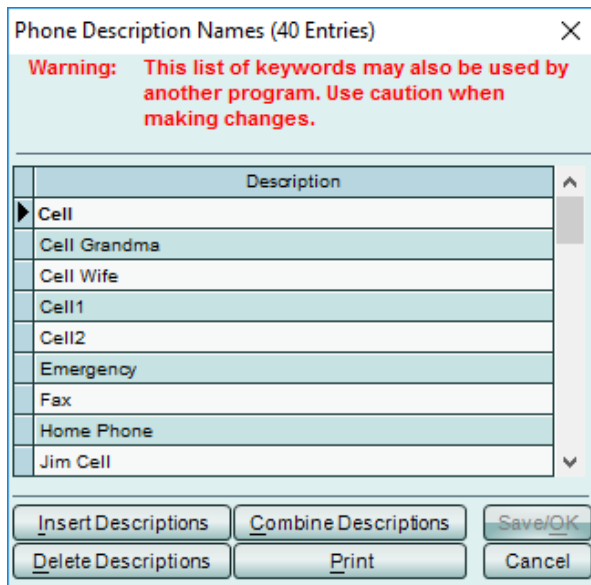 Phone Description Names (40 Entries)
Warning: This list of keywords may also be used by
another program. Use caution when
making changes.
Description
Cell
Cell Grandma
Cell Wife
Cell1
Cell2
Emergency
Fax
Home Phone
Jim Cell
Insert Descriptions Combine Descriptions Save/OK
Delete Descriptions Print Cancel